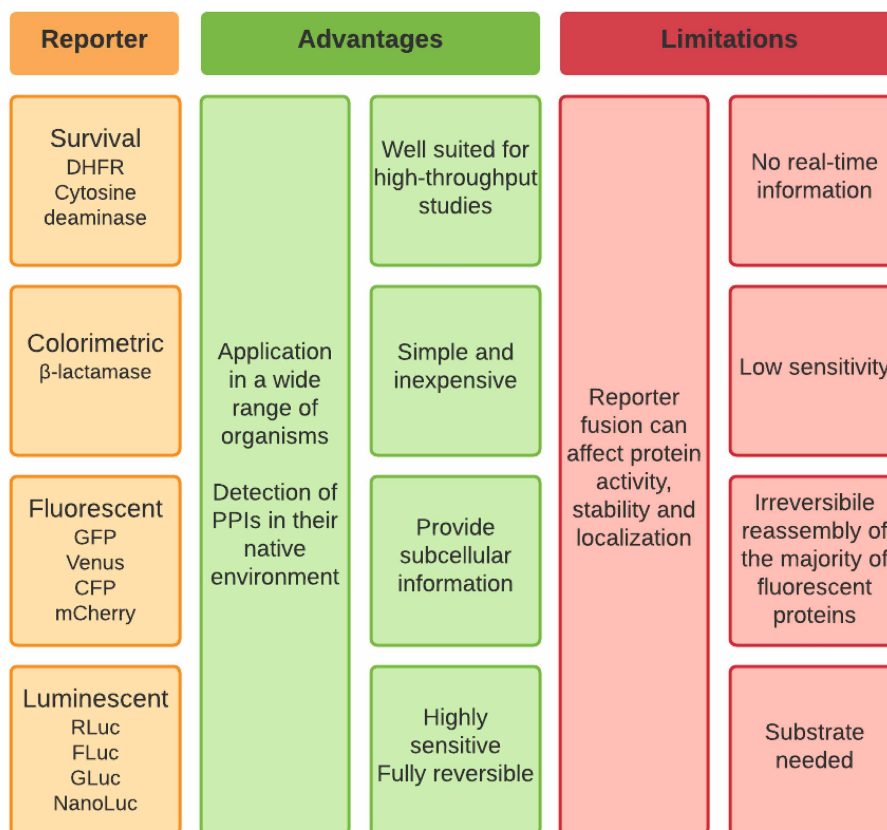 Reporter
Advantages
Limitations
Survival
DHFR
Cytosine
deaminase
Well suited for
high-throughput
studies
No real-time
information
Colorimetric
β-lactamase
Application
in a wide
range of
organisms
Detection of
PPIs in their
native
environment
Simple and
inexpensive
Reporter
fusion can
affect protein
activity,
stability and
localization
Low sensitivity
Fluorescent
GFP
Venus
CFP
mCherry
Provide
subcellular
information
Irreversibile
reassembly of
the majority of
fluorescent
proteins
Luminescent
RLuc
FLuc
GLuc
NanoLuc
Highly
sensitive
Fully reversible
Substrate
needed